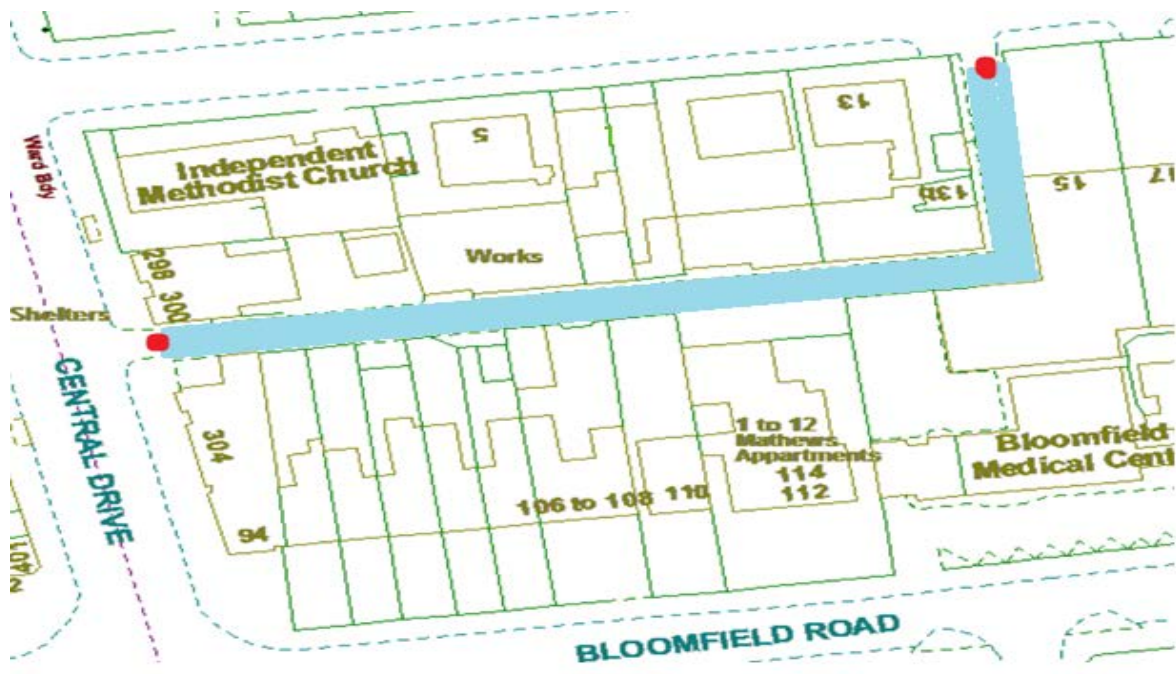 5
13
Ward Bdy
Independent
Methodist Church
13b
15
17
298
300
Works
Shelters
CENTRAL DRIVE
304
1 to 12
Mathews
Appartments
114
112
Bloomfield
Medical Cent
106 to 108
110
94
BLOOMFIELD ROAD